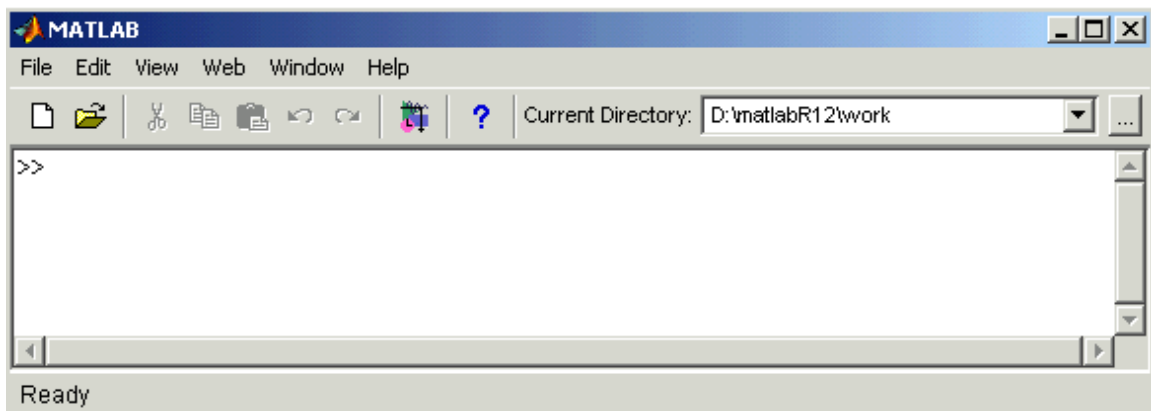 MATLAB
File Edit View Web Window Help
? Current Directory: D:\matlabR12\work ...
>>
Ready